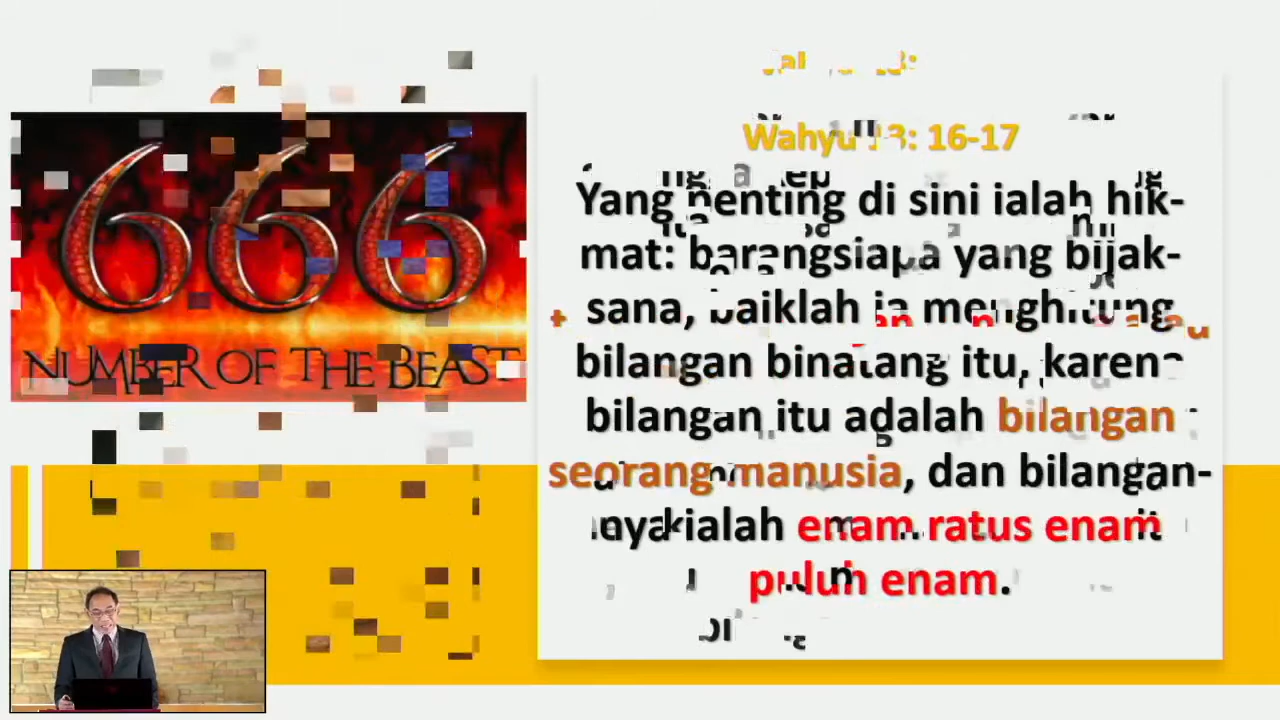 666
NUMBER OF THE BEAST
Wahyu 13: 16-17
Yang penting di sini ialah hik-
mat: barangsiapa yang bijak-
sana, baiklah ia menghitung
bilangan binatang itu, karena
bilangan itu adalah bilangan
seorang manusia, dan bilangan-
nya ialah enam ratus enam
puluh enam.